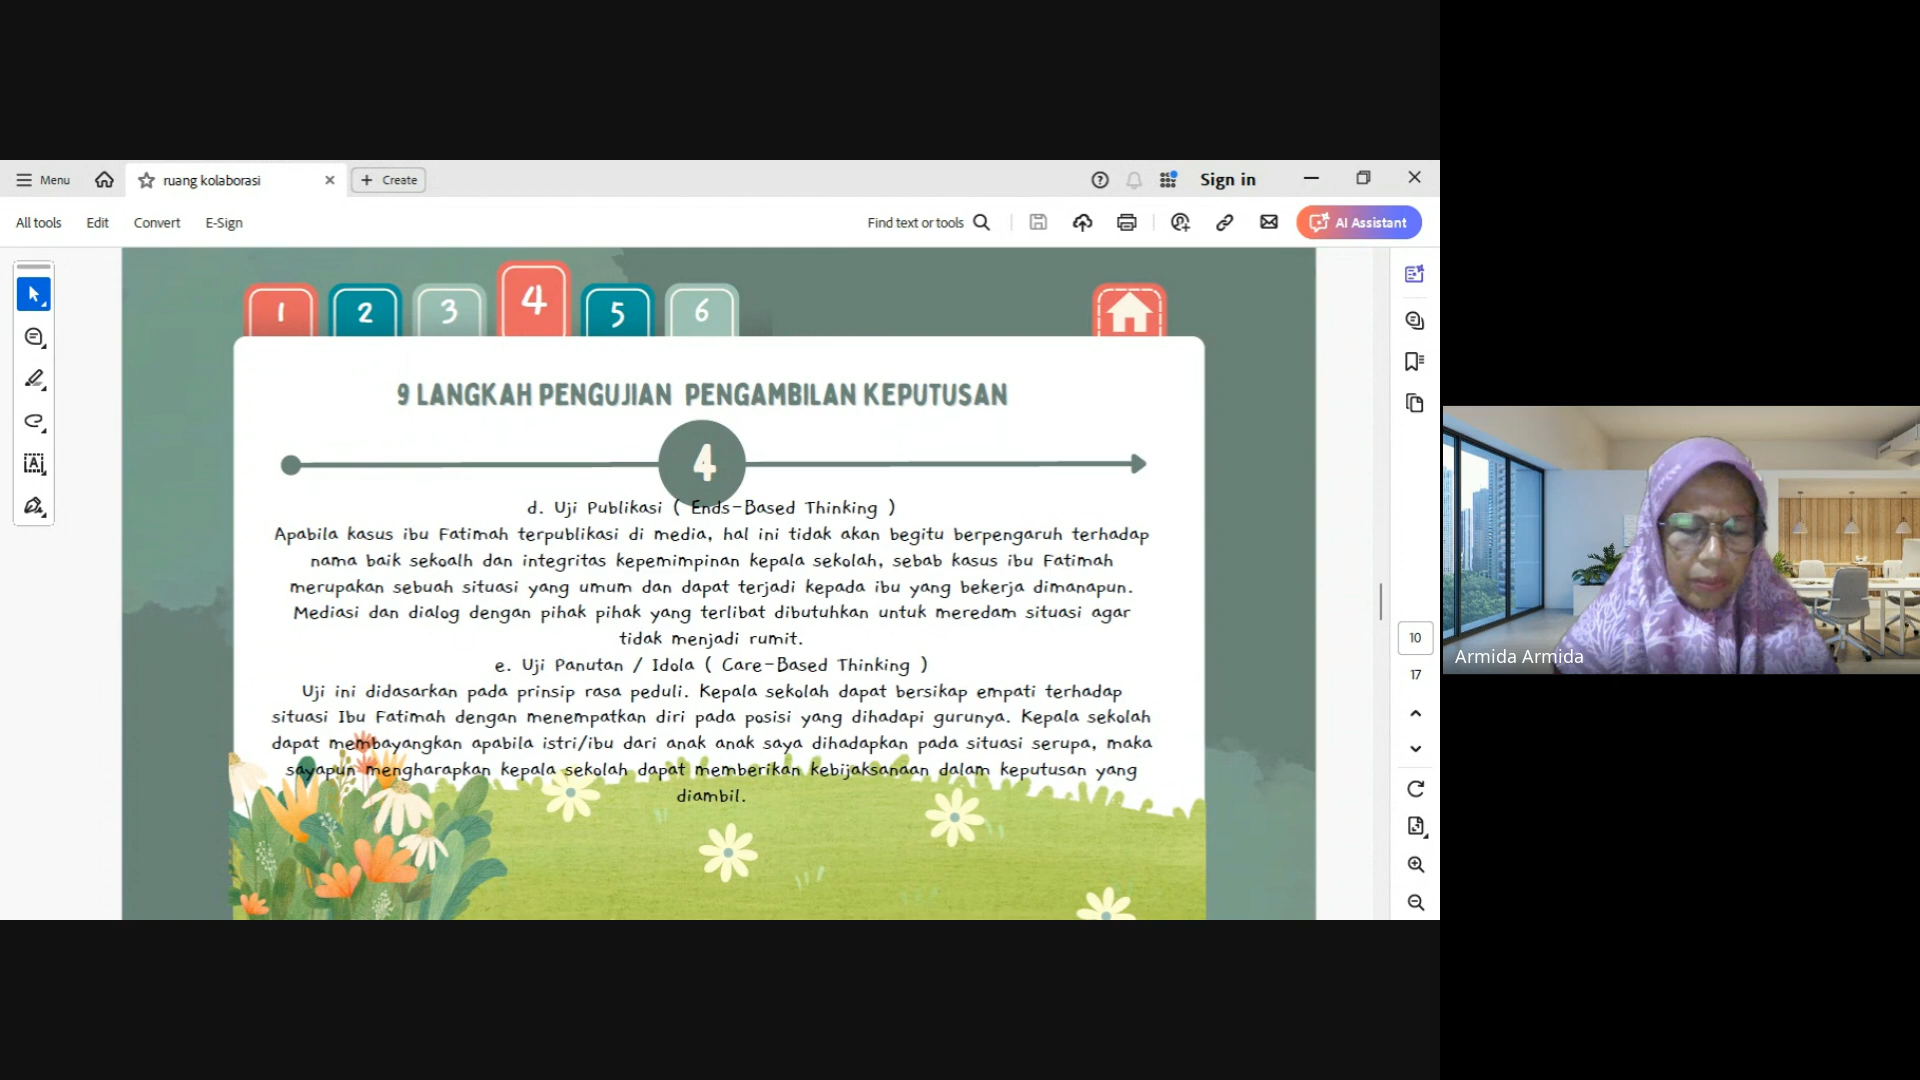 Menu
ruang kolaborasi
Create
Sign in
All tools
Edit
Convert
E-Sign
Find text or tools
AI Assistant
1
2
3
4
5
6
9 LANGKAH PENGUJIAN PENGAMBILAN KEPUTUSAN
4
d. Uji Publikasi ( Ends-Based Thinking )
Apabila kasus ibu Fatimah terpublikasi di media, hal ini tidak akan begitu berpengaruh terhadap
nama baik sekoalh dan integritas kepemimpinan kepala sekolah, sebab kasus ibu Fatimah
merupakan sebuah situasi yang umum dan dapat terjadi kepada ibu yang bekerja dimanapun.
Mediasi dan dialog dengan pihak pihak yang terlibat dibutuhkan untuk meredam situasi agar
tidak menjadi rumit.
e. Uji Panutan / Idola ( Care-Based Thinking )
Uji ini didasarkan pada prinsip rasa peduli. Kepala sekolah dapat bersikap empati terhadap
situasi Ibu Fatimah dengan menempatkan diri pada posisi yang dihadapi gurunya. Kepala sekolah
dapat membayangkan apabila istri/ibu dari anak anak saya dihadapkan pada situasi serupa, maka
sayapun mengharapkan kepala sekolah dapat memberikan kebijaksanaan dalam keputusan yang
diambil.
10
17
Armida Armida